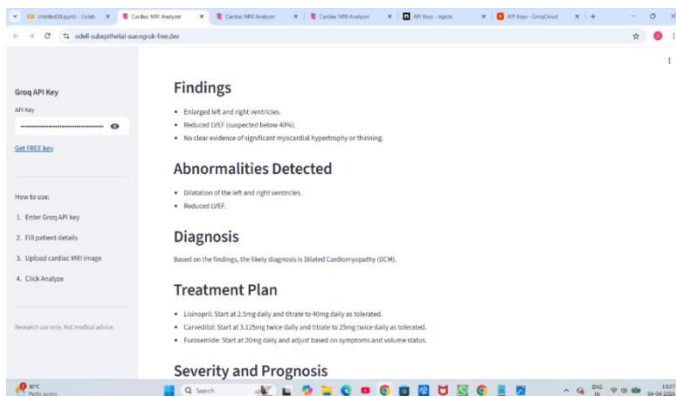 Untitled31.ipynb - Colab
Cardiac MRI Analyzer
Cardiac MRI Analyzer
Cardiac MRI Analyzer
API Keys - ngrok
API Keys - GroqCloud
Groq API Key
API Key
Get FREE key
How to use:
1. Enter Groq API key
2. Fill patient details
3. Upload cardiac MRI image
4. Click Analyze
Research use only. Not medical advice.
Findings
• Enlarged left and right ventricles.
• Reduced LVEF (suspected below 40%).
• No clear evidence of significant myocardial hypertrophy or thinning.
Abnormalities Detected
• Dilatation of the left and right ventricles.
• Reduced LVEF.
Diagnosis
Based on the findings, the likely diagnosis is Dilated Cardiomyopathy (DCM).
Treatment Plan
• Lisinopril: Start at 2.5mg daily and titrate to 40mg daily as tolerated.
• Carvedilol: Start at 3.125mg twice daily and titrate to 25mg twice daily as tolerated.
• Furosemide: Start at 20mg daily and adjust based on symptoms and volume status.
Severity and Prognosis
Partly sunny
Search
ENG
IN